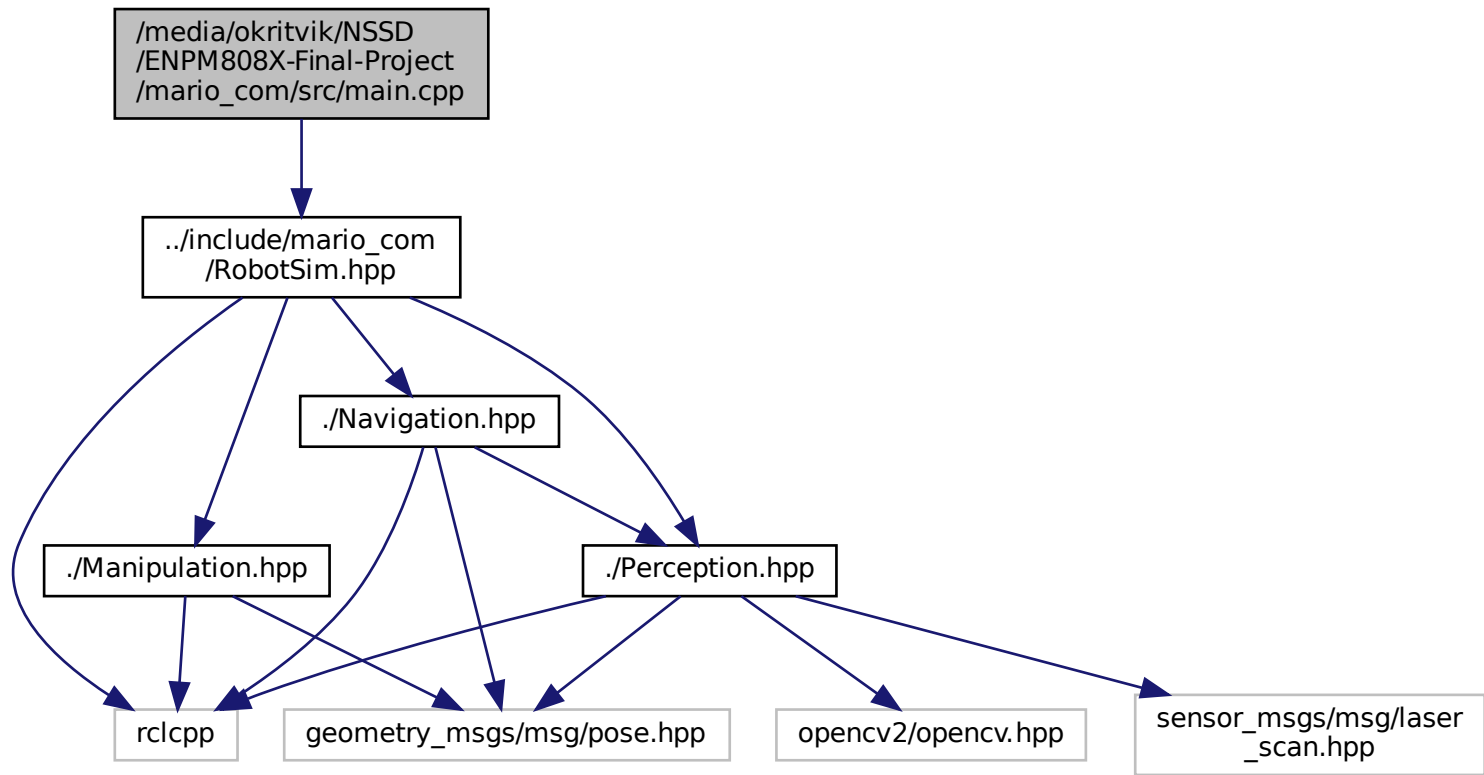 /media/okritvik/NSSD
/ENPM808X-Final-Project
/mario_com/src/main.cpp
../include/mario_com
/RobotSim.hpp
./Navigation.hpp
./Manipulation.hpp
./Perception.hpp
rclcpp
geometry_msgs/msg/pose.hpp
opencv2/opencv.hpp
sensor_msgs/msg/laser
_scan.hpp